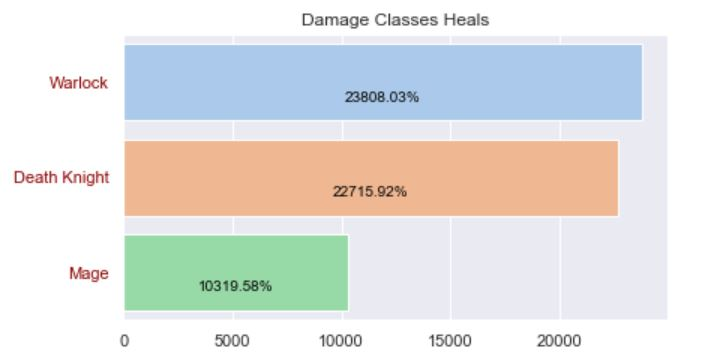 Damage Classes Heals
Warlock
23808.03%
Death Knight
22715.92%
Mage
10319.58%
0 5000 10000 15000 20000